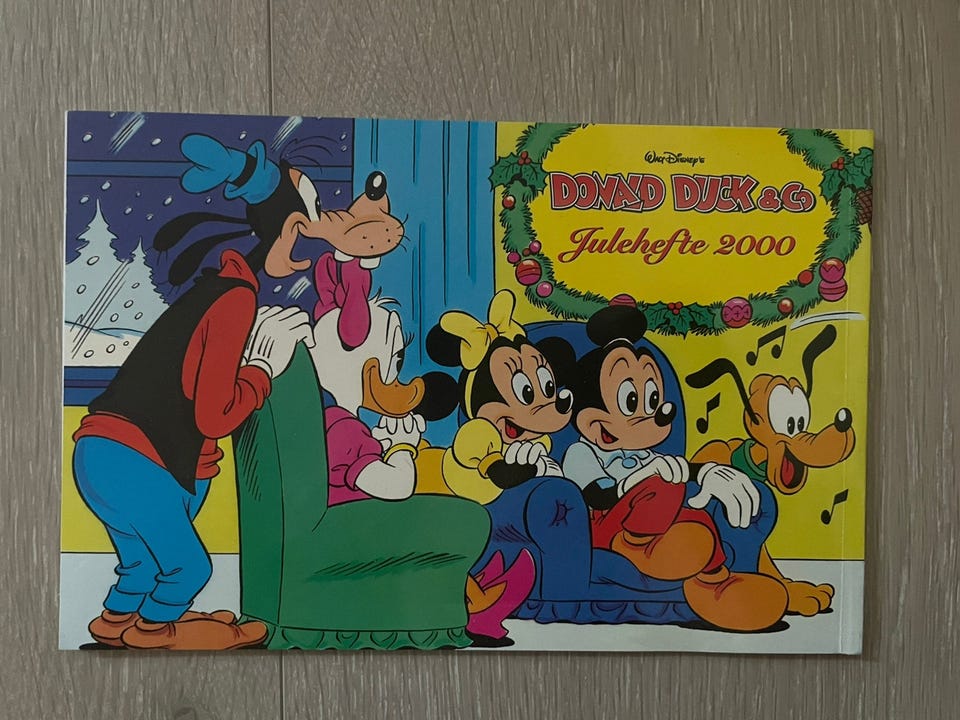 Walt Disney's
DONALD DUCK & Co
Julehefte 2000